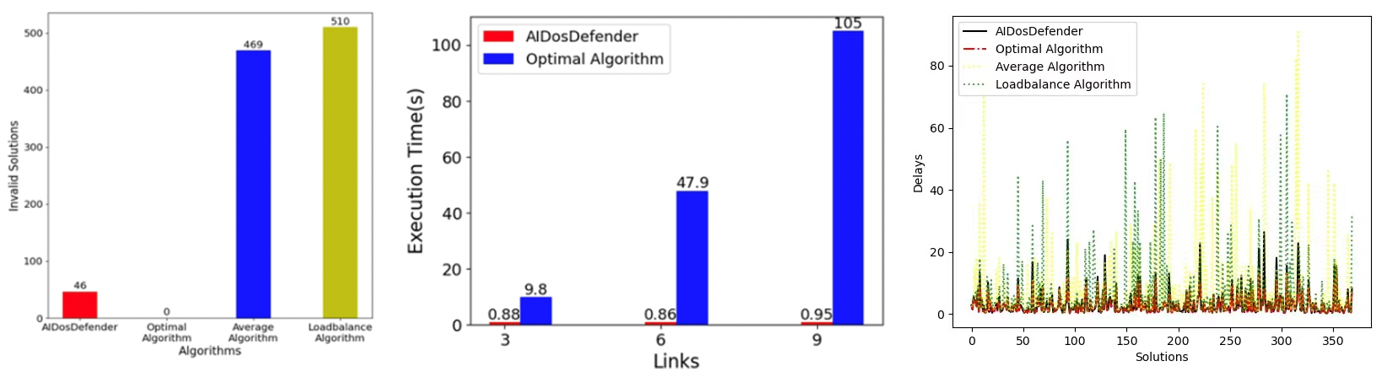 510
500
469
400
Invalid Solutions
300
200
100
46
0
0
AIDosDefender
Optimal
Algorithm
Average
Algorithm
Loadbalance
Algorithm
Algorithms
105
AIDosDefender
Optimal Algorithm
100
80
Execution Time(s)
60
47.9
40
20
9.8
0.88
0.86
0.95
0
3
6
9
Links
AIDosDefender
Optimal Algorithm
Average Algorithm
Loadbalance Algorithm
80
60
Delays
40
20
0
0
50
100
150
200
250
300
350
Solutions